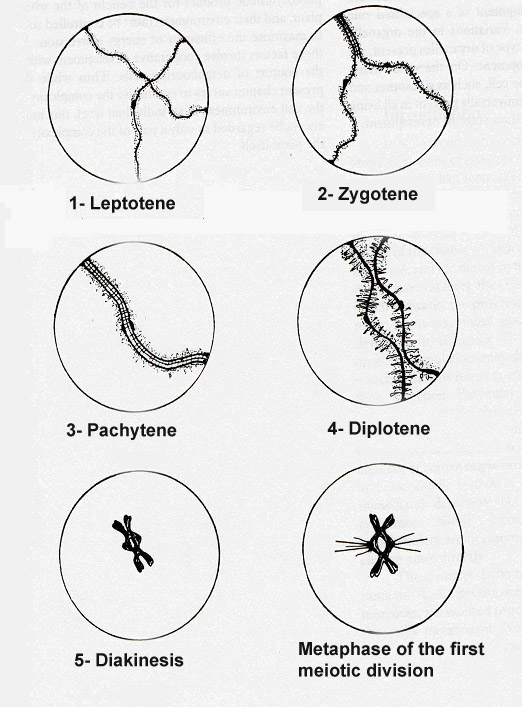 1- Leptotene
2- Zygotene
3- Pachytene
4- Diplotene
5- Diakinesis
Metaphase of the first
meiotic division